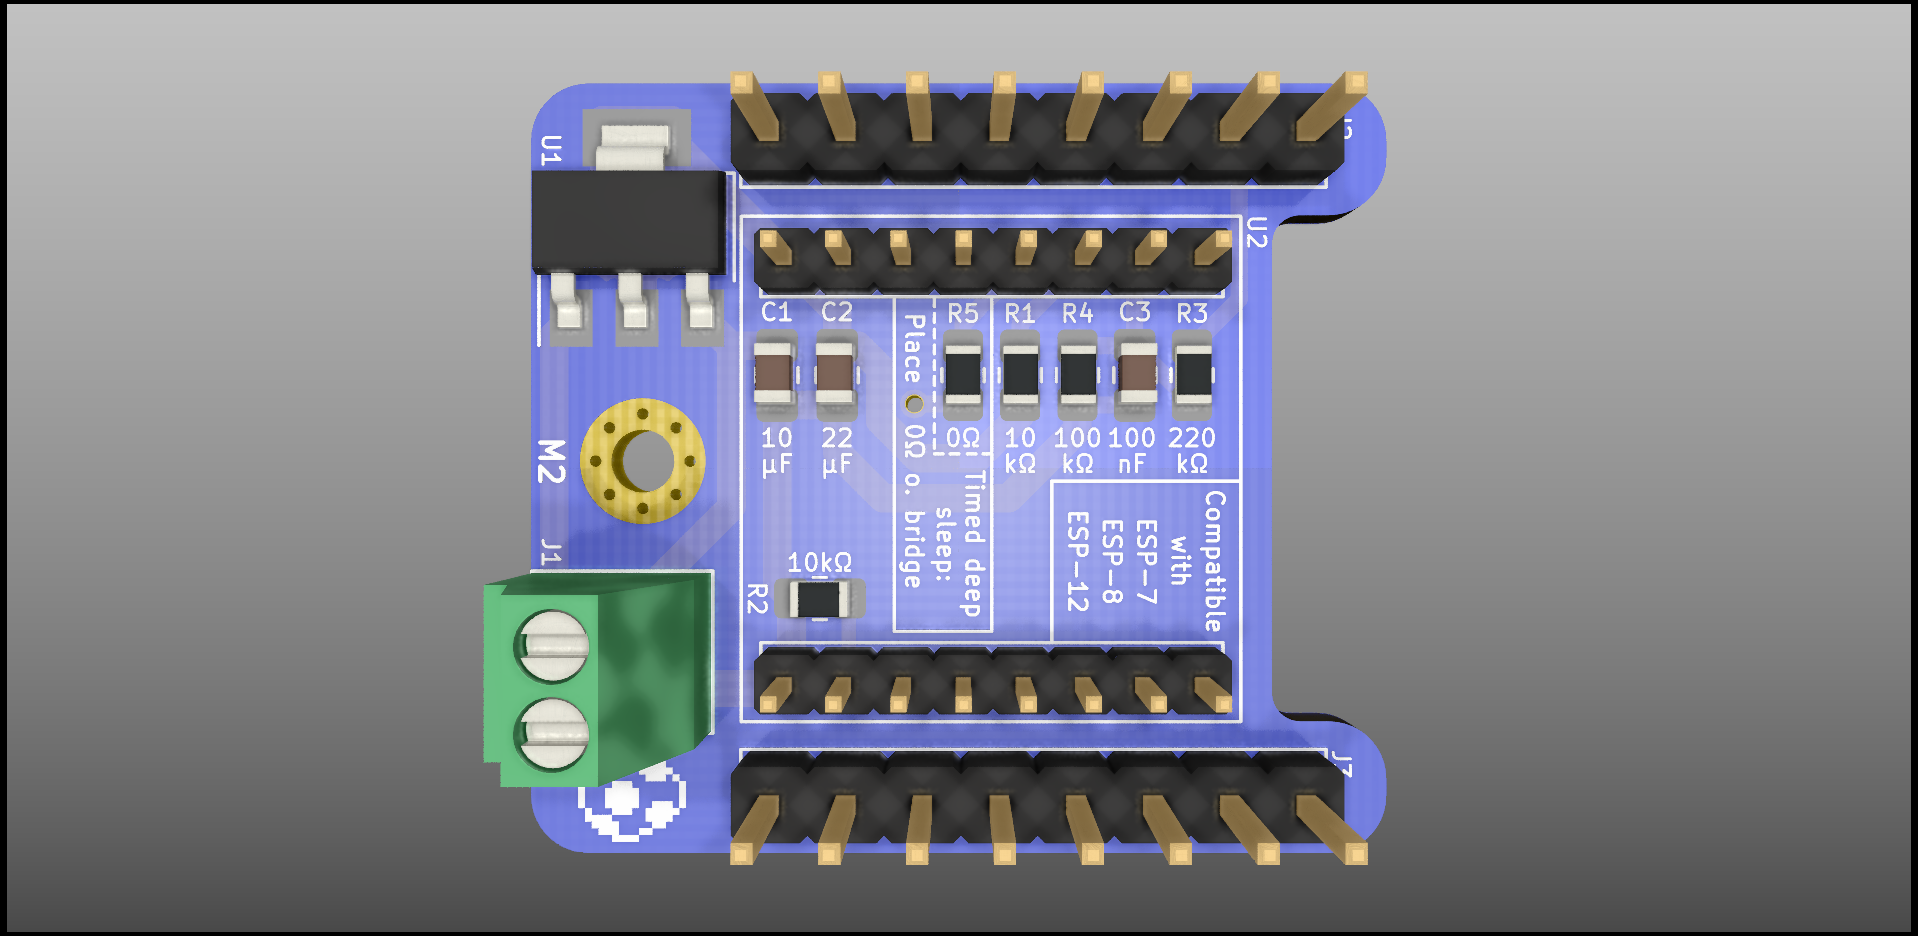 U1
U2
C1 C2 R5 R1 R4 C3 R3
10 µF
22 µF
0Ω
10 kΩ
100 kΩ
100 nF
220 kΩ
Place 0Ω o. bridge
Timed deep
sleep:
Compatible
with
ESP-7
ESP-8
ESP-12
M2
J1
10kΩ
R2